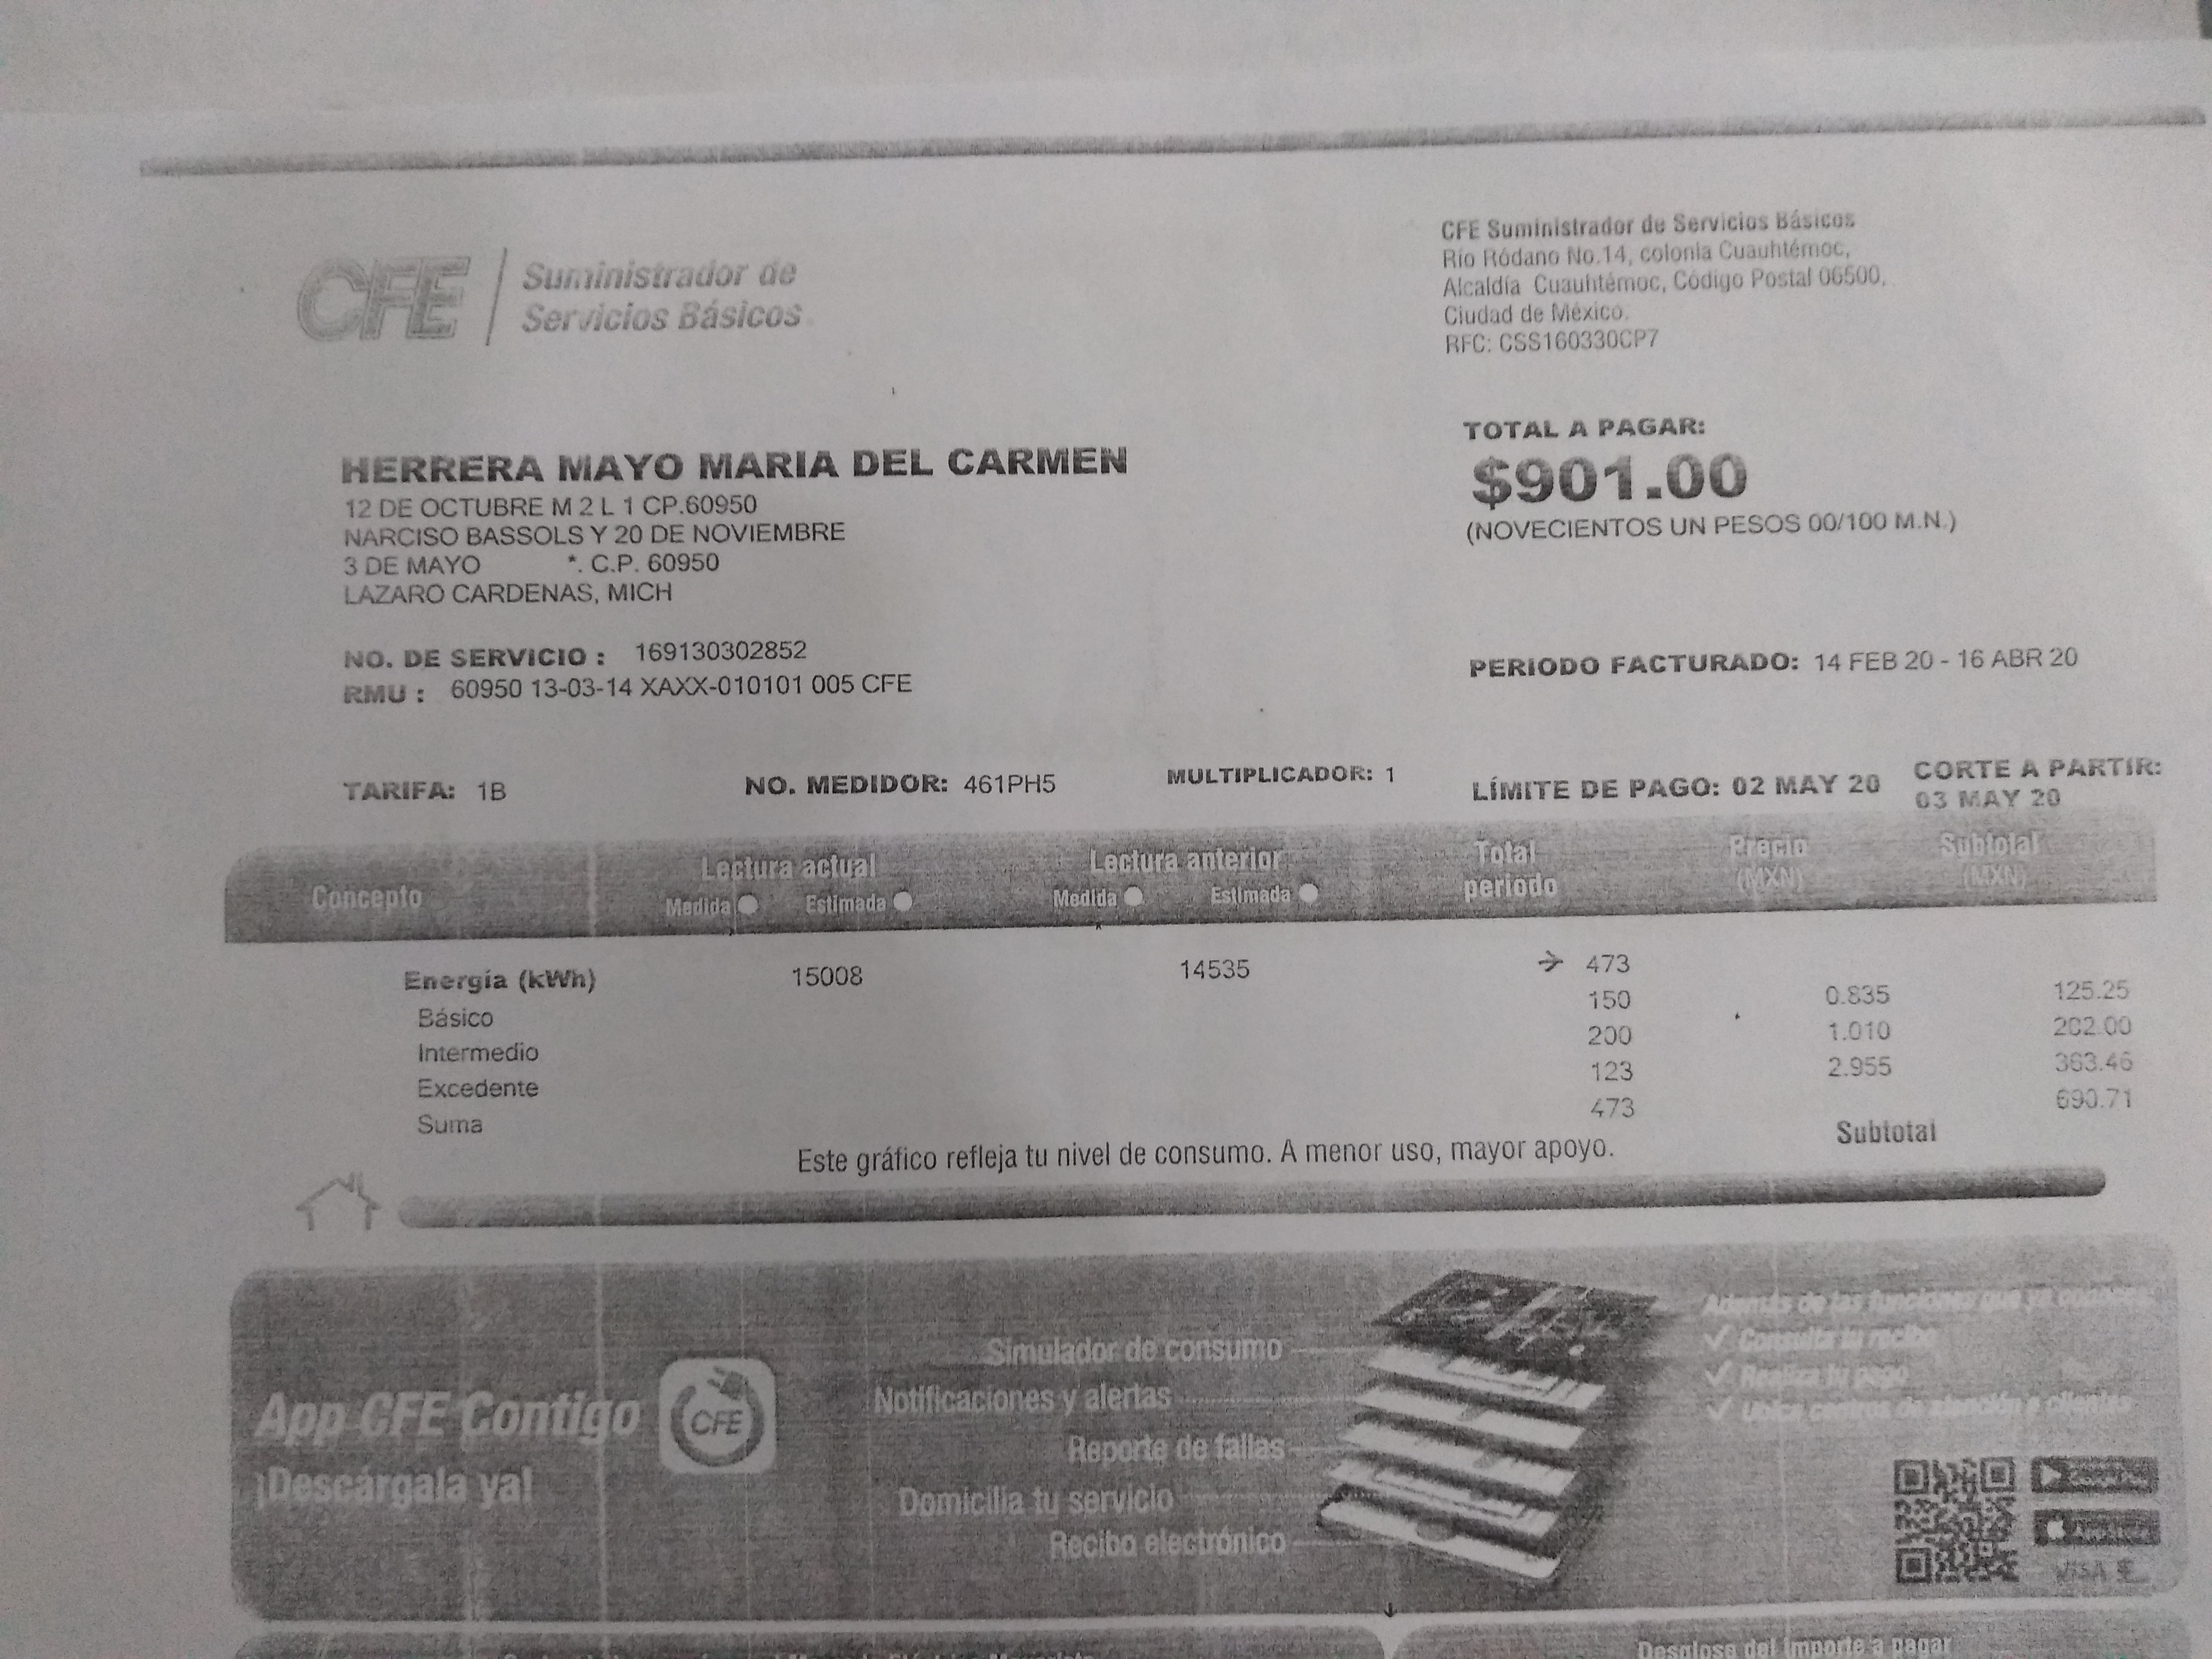 CFE Suministrador de
Servicios Básicos
CFE Suministrador de Servicios Básicos
Río Ródano No.14, colonia Cuauhtémoc,
Alcaldía Cuauhtémoc, Código Postal 06500,
Ciudad de México.
RFC: CSS160330CP7
TOTAL A PAGAR:
$901.00
(NOVECIENTOS UN PESOS 00/100 M.N.)
HERRERA MAYO MARIA DEL CARMEN
12 DE OCTUBRE M 2 L 1 CP.60950
NARCISO BASSOLS Y 20 DE NOVIEMBRE
3 DE MAYO *. C.P. 60950
LAZARO CARDENAS, MICH
NO. DE SERVICIO : 169130302852
RMU : 60950 13-03-14 XAXX-010101 005 CFE
PERIODO FACTURADO: 14 FEB 20 - 16 ABR 20
TARIFA: 1B NO. MEDIDOR: 461PH5 MULTIPLICADOR: 1
LÍMITE DE PAGO: 02 MAY 20
CORTE A PARTIR:
03 MAY 20
Concepto Lectura actual Lectura anterior Total periodo Precio (MXN) Subtotal (MXN)
Medida Estimada Medida Estimada
Energía (kWh) 15008 14535 473
Básico 150 0.835 125.25
Intermedio 200 1.010 202.00
Excedente 123 2.955 363.46
Suma 473 690.71
Subtotal
Este gráfico refleja tu nivel de consumo. A menor uso, mayor apoyo.
App CFE Contigo
¡Descárgala ya!
CFE
Simulador de consumo
Notificaciones y alertas
Reporte de fallas
Domicilia tu servicio
Recibo electrónico
Además de las funciones que ya conoces:
✓ Consulta tu recibo
✓ Realiza tu pago
✓ Ubica centros de atención a clientes
VISA
Desglose del importe a pagar